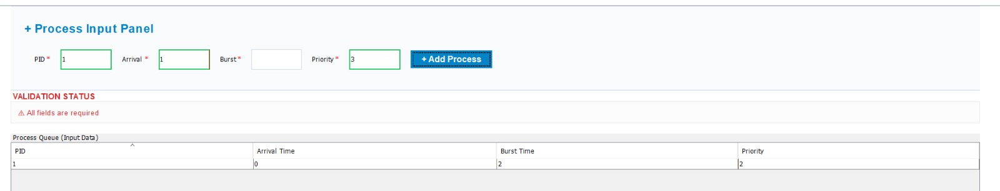 + Process Input Panel
PID * 1 Arrival * 1 Burst * Priority * 3 + Add Process
VALIDATION STATUS
⚠ All fields are required
Process Queue (Input Data)
PID Arrival Time Burst Time Priority
1 0 2 2